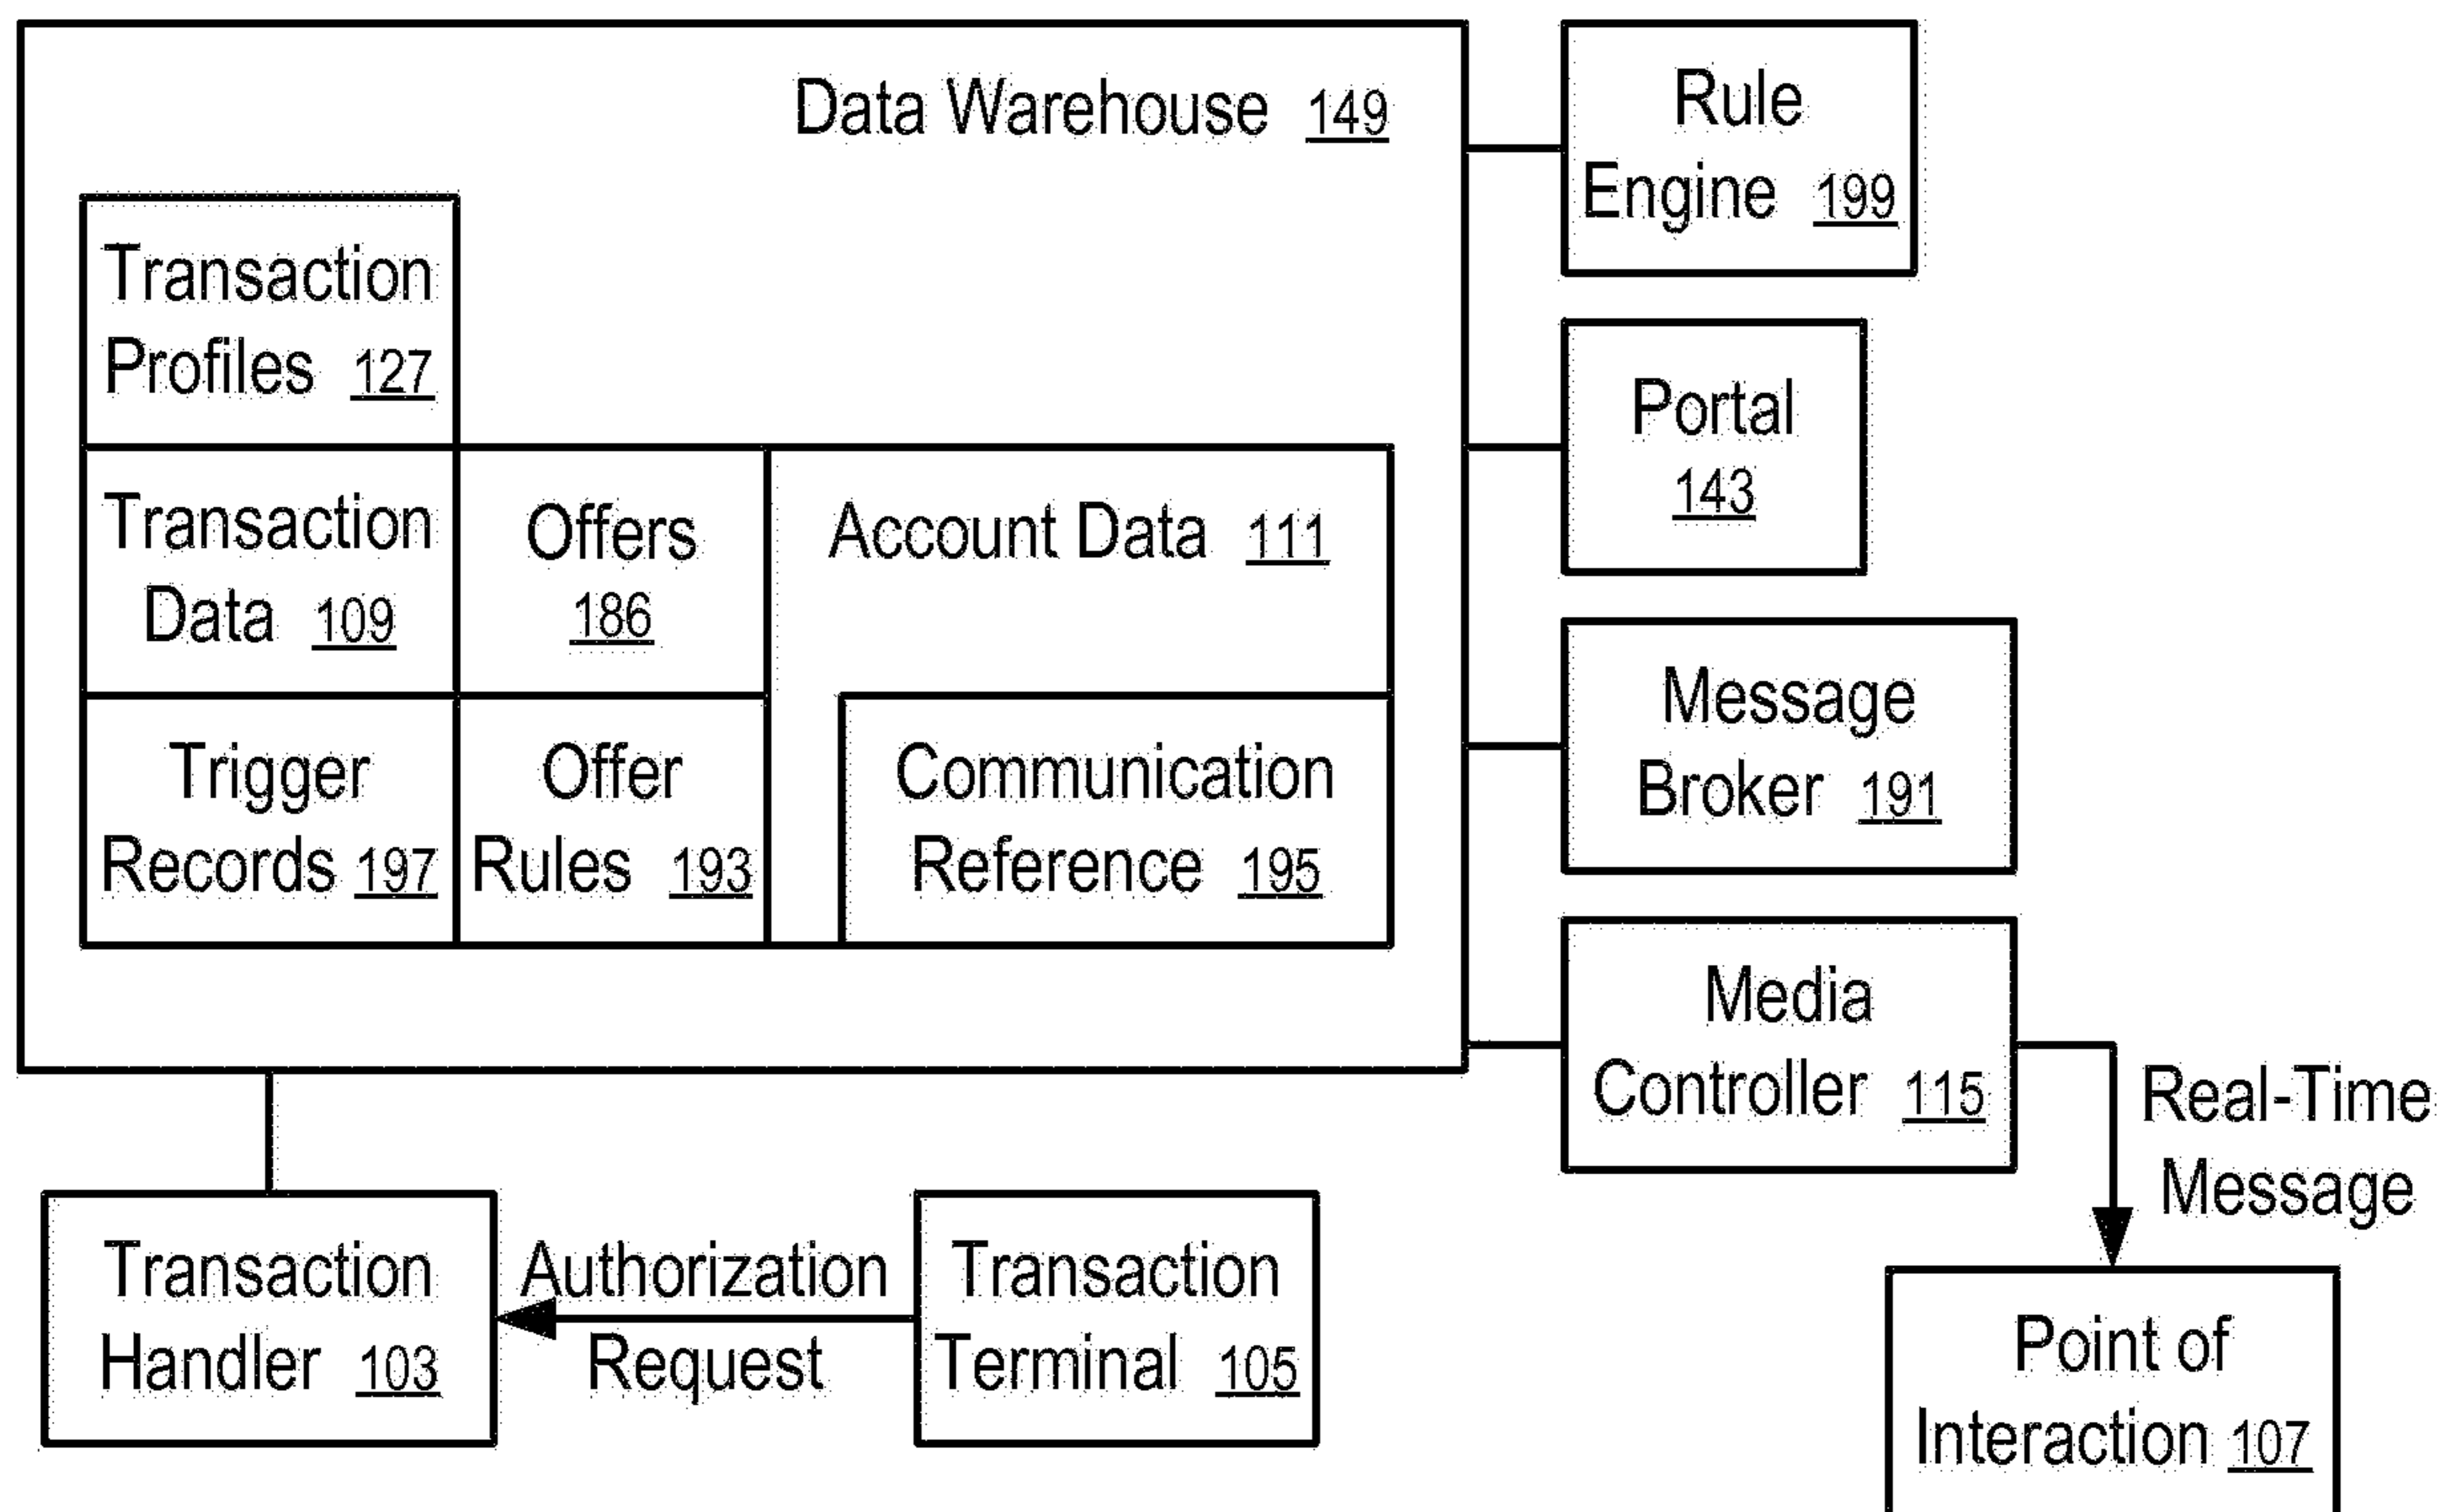 Data Warehouse 149
Rule
Engine 199
Transaction
Profiles 127
Portal
143
Transaction
Data 109
Offers
186
Account Data 111
Message
Broker 191
Trigger
Records 197
Offer
Rules 193
Communication
Reference 195
Media
Controller 115
Real-Time
Message
Transaction
Handler 103
Authorization
Request
Transaction
Terminal 105
Point of
Interaction 107